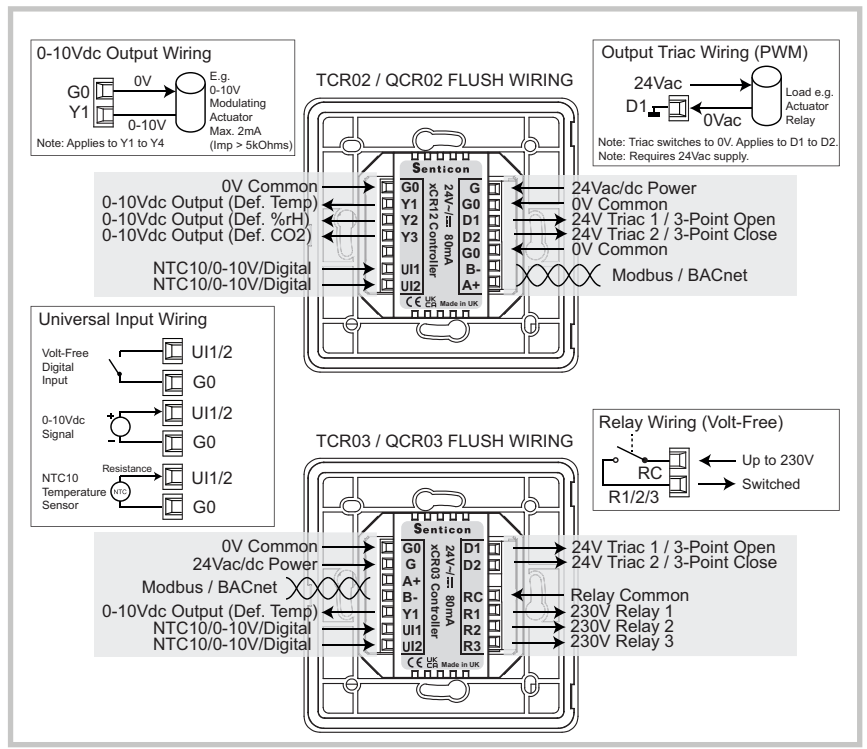 0-10Vdc Output Wiring
G0
0V
Y1
0-10V
E.g.
0-10V
Modulating
Actuator
Max. 2mA
(Imp > 5kOhms)
Note: Applies to Y1 to Y4
TCR02 / QCR02 FLUSH WIRING
Output Triac Wiring (PWM)
24Vac
D1
0Vac
Load e.g.
Actuator
Relay
Note: Triac switches to 0V. Applies to D1 to D2.
Note: Requires 24Vac supply.
0V Common
0-10Vdc Output (Def. Temp)
0-10Vdc Output (Def. %rH)
0-10Vdc Output (Def. CO2)
NTC10/0-10V/Digital
NTC10/0-10V/Digital
Senticon
G0
Y1
Y2
Y3
UI1
UI2
xCR12 Controller
24V~/⎓ 80mA
G
G0
D1
D2
G0
B-
A+
CE UK CA Made in UK
24Vac/dc Power
0V Common
24V Triac 1 / 3-Point Open
24V Triac 2 / 3-Point Close
0V Common
Modbus / BACnet
Universal Input Wiring
Volt-Free
Digital
Input
UI1/2
G0
0-10Vdc
Signal
+
-
UI1/2
G0
NTC10
Temperature
Sensor
Resistance
NTC
UI1/2
G0
TCR03 / QCR03 FLUSH WIRING
Relay Wiring (Volt-Free)
RC
R1/2/3
Up to 230V
Switched
0V Common
24Vac/dc Power
Modbus / BACnet
0-10Vdc Output (Def. Temp)
NTC10/0-10V/Digital
NTC10/0-10V/Digital
Senticon
G0
G
A+
B-
Y1
UI1
UI2
xCR03 Controller
24V~/⎓ 80mA
D1
D2
RC
R1
R2
R3
CE UK CA Made in UK
24V Triac 1 / 3-Point Open
24V Triac 2 / 3-Point Close
Relay Common
230V Relay 1
230V Relay 2
230V Relay 3